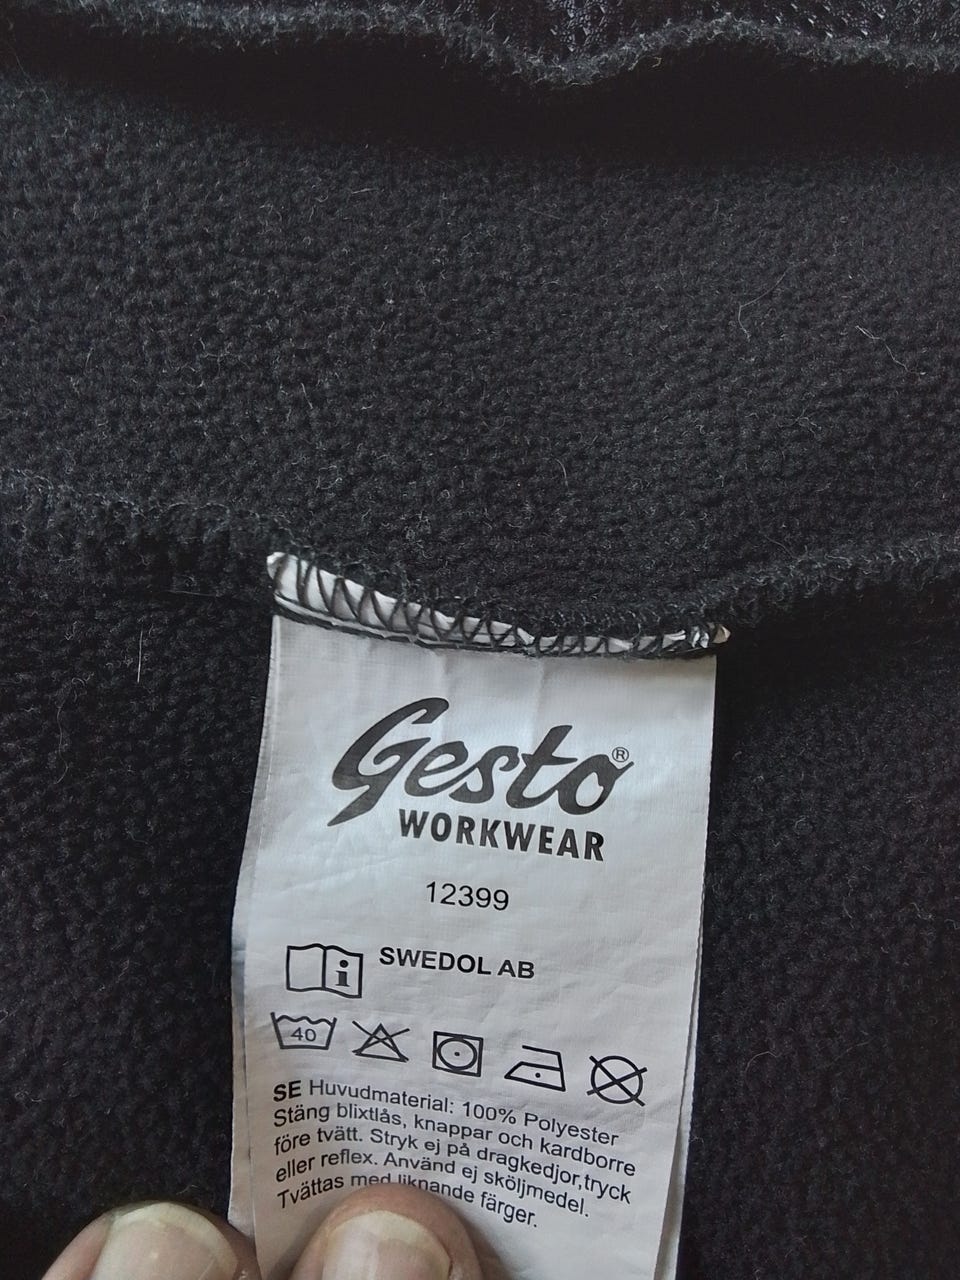 Gesto®
WORKWEAR
12399
i SWEDOL AB
40
SE Huvudmaterial: 100% Polyester
Stäng blixtlås, knappar och kardborre
före tvätt. Stryk ej på dragkedjor,tryck
eller reflex. Använd ej sköljmedel.
Tvättas med liknande färger.